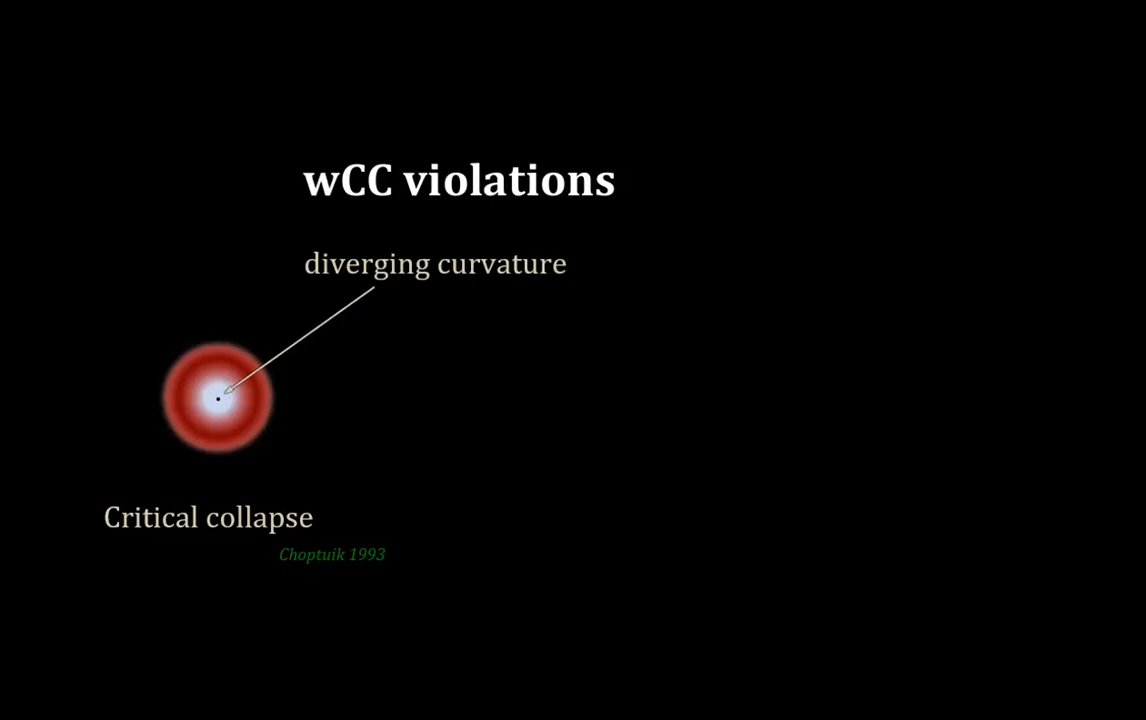 wCC violations
diverging curvature
Critical collapse
Choptuik 1993